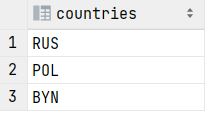 countries
1 RUS
2 POL
3 BYN